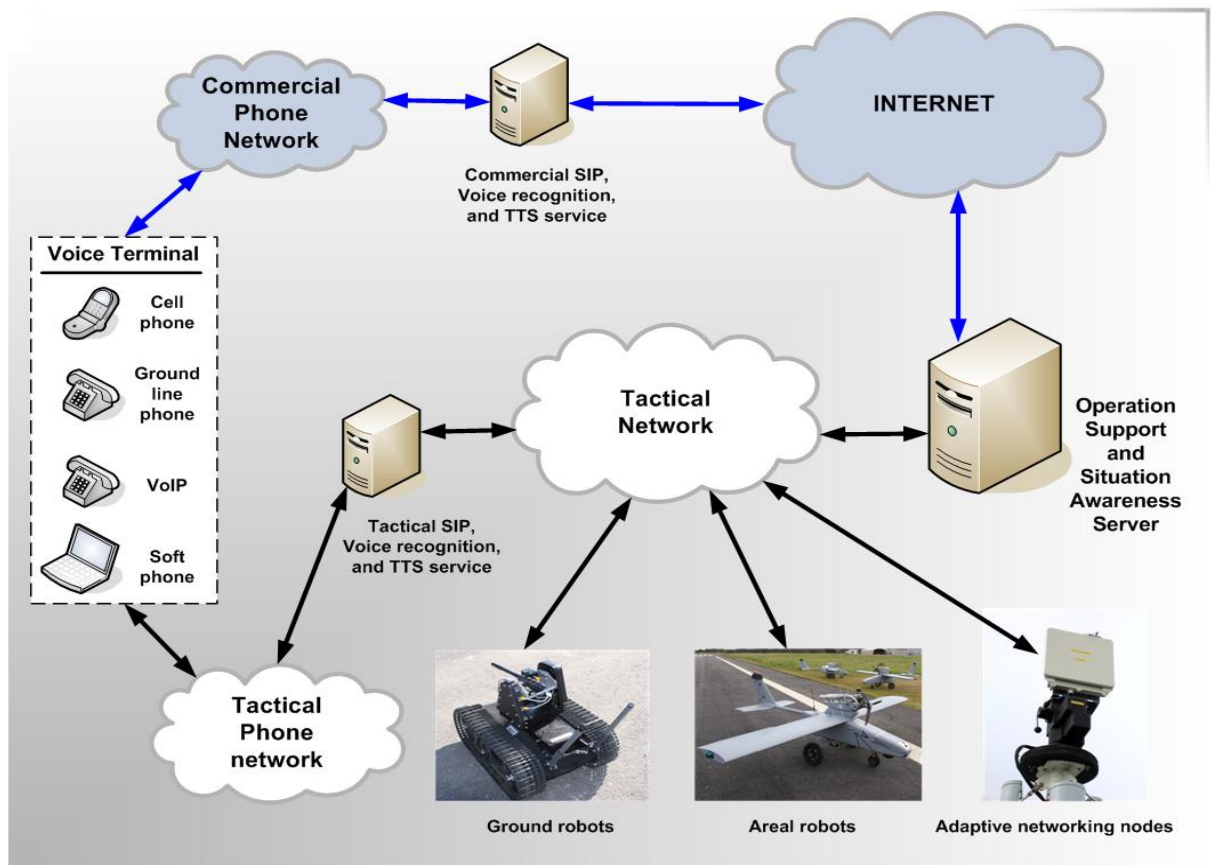 Commercial
Phone
Network
INTERNET
Commercial SIP,
Voice recognition,
and TTS service
Voice Terminal
Cell
phone
Ground
line
phone
VoIP
Soft
phone
Tactical
Network
Operation
Support
and
Situation
Awareness
Server
Tactical SIP,
Voice recognition,
and TTS service
Tactical
Phone
network
Ground robots
Areal robots
Adaptive networking nodes